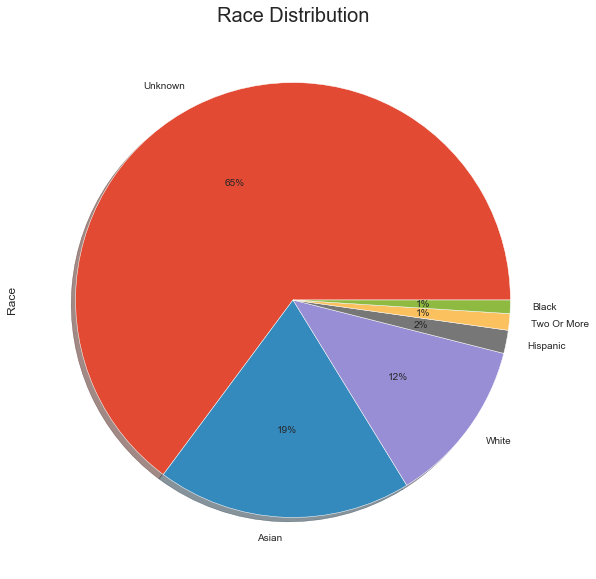 Race Distribution
Unknown
65%
Race
1%
Black
1%
Two Or More
2%
Hispanic
12%
19%
White
Asian